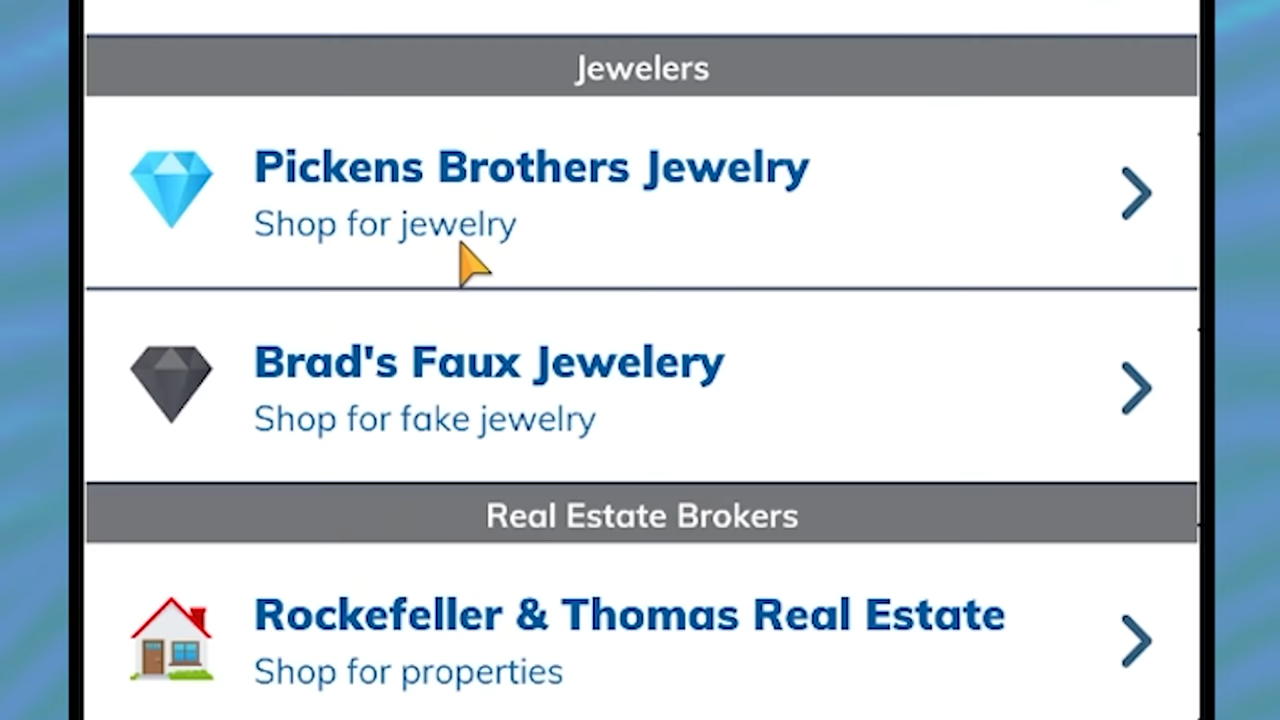 Jewelers
Pickens Brothers Jewelry
Shop for jewelry
Brad's Faux Jewelery
Shop for fake jewelry
Real Estate Brokers
Rockefeller & Thomas Real Estate
Shop for properties